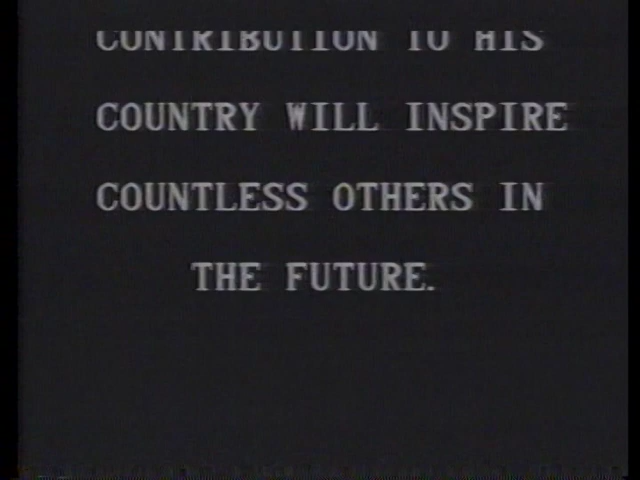 CONTRIBUTION TO HIS
COUNTRY WILL INSPIRE
COUNTLESS OTHERS IN
THE FUTURE.